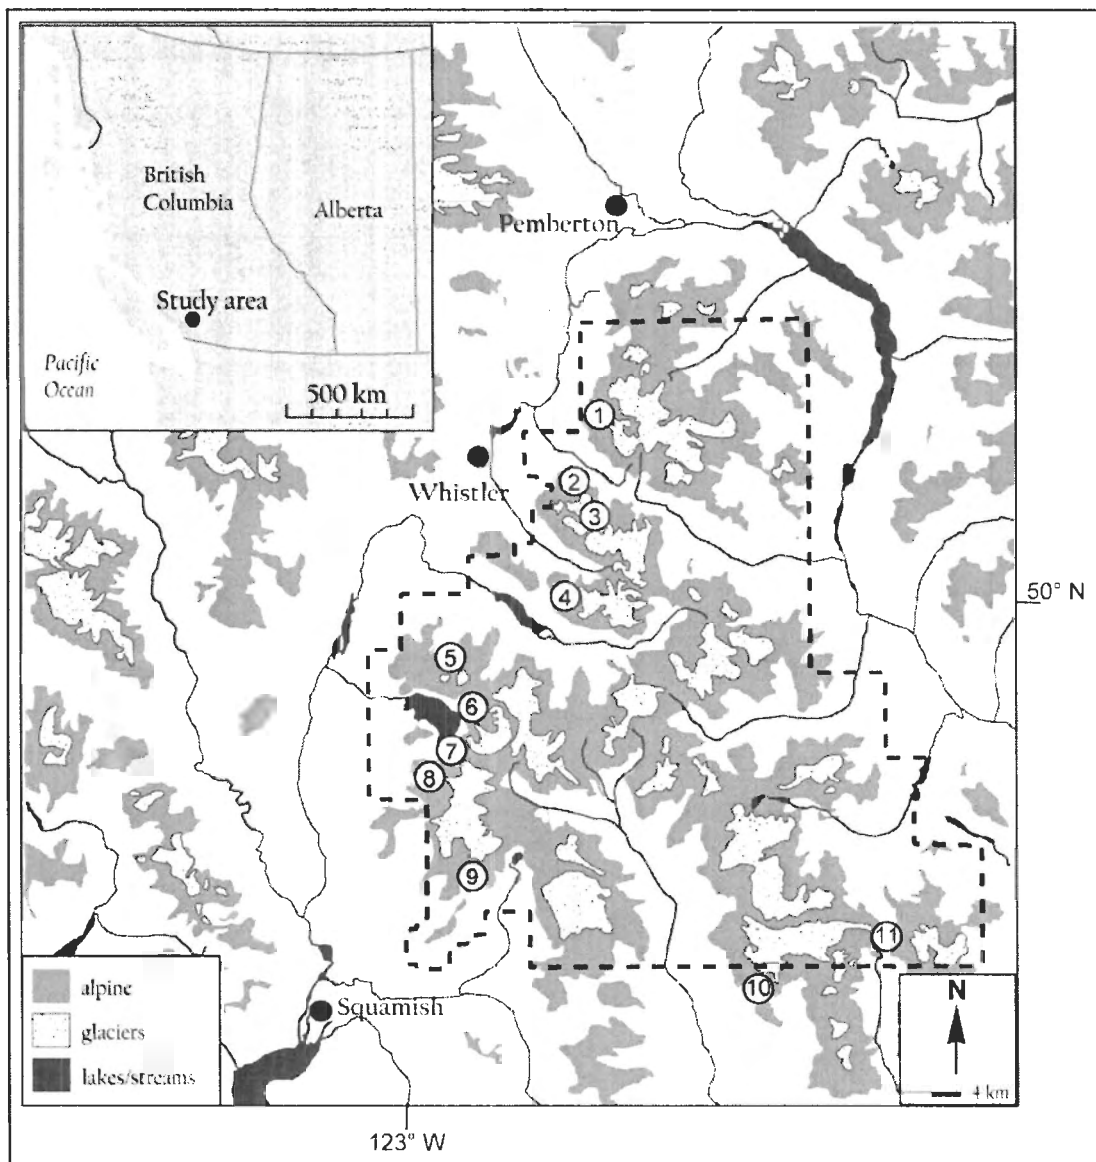 British
Columbia
Alberta
Study area
Pacific
Ocean
500 km
Pemberton
1
Whistler
2
3
4
50° N
5
6
7
8
9
11
10
alpine
glaciers
lakes/streams
Squamish
N
4 km
123° W